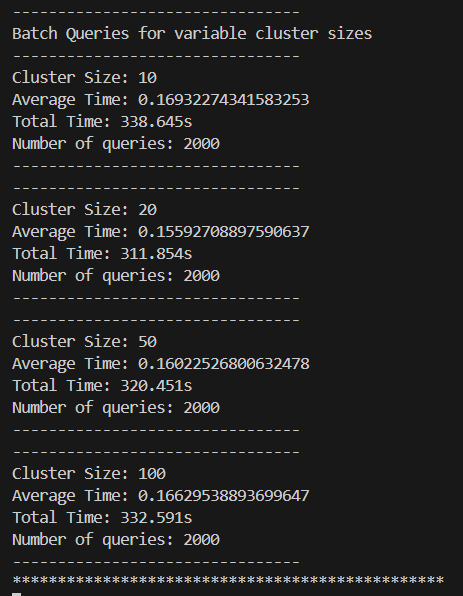 --------------------------------
Batch Queries for variable cluster sizes
--------------------------------
Cluster Size: 10
Average Time: 0.16932274341583253
Total Time: 338.645s
Number of queries: 2000
--------------------------------
--------------------------------
Cluster Size: 20
Average Time: 0.15592708897590637
Total Time: 311.854s
Number of queries: 2000
--------------------------------
--------------------------------
Cluster Size: 50
Average Time: 0.16022526800632478
Total Time: 320.451s
Number of queries: 2000
--------------------------------
--------------------------------
Cluster Size: 100
Average Time: 0.16629538893699647
Total Time: 332.591s
Number of queries: 2000
--------------------------------
************************************************